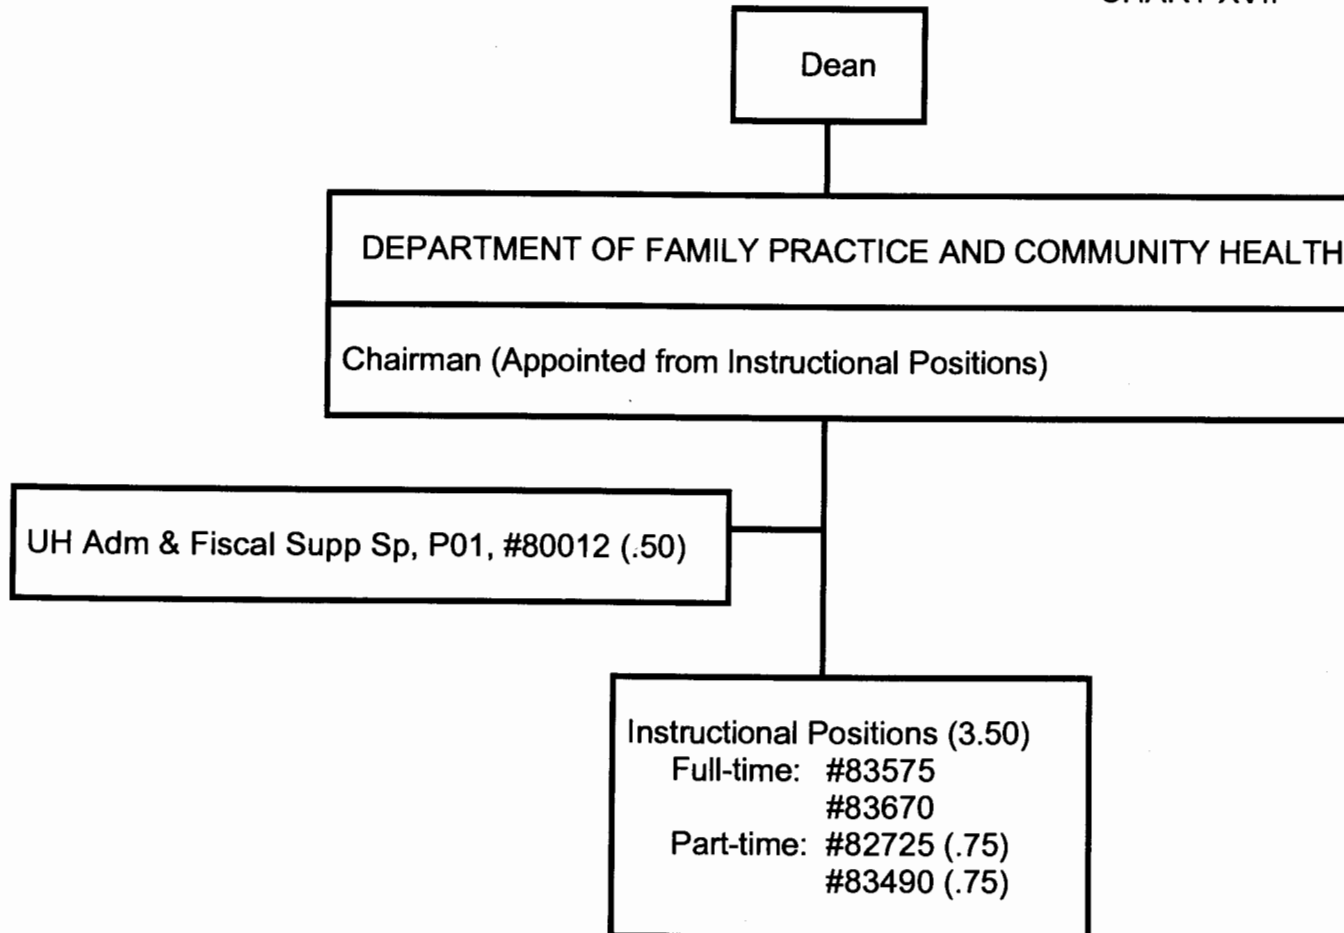 Dean
DEPARTMENT OF FAMILY PRACTICE AND COMMUNITY HEALTH
Chairman (Appointed from Instructional Positions)
UH Adm & Fiscal Supp Sp, P01, #80012 (.50)
Instructional Positions (3.50)
Full-time: #83575
#83670
Part-time: #82725 (.75)
#83490 (.75)